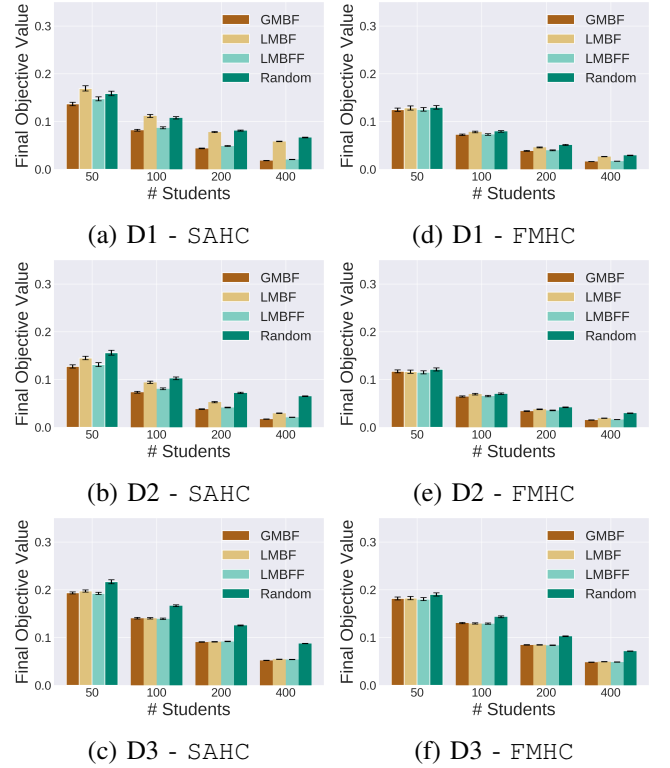 Final Objective Value
0.3
0.2
0.1
0.0
GMBF
LMBF
LMBFF
Random
50 100 200 400
# Students
(a) D1 - SAHC
Final Objective Value
0.3
0.2
0.1
0.0
GMBF
LMBF
LMBFF
Random
50 100 200 400
# Students
(d) D1 - FMHC
Final Objective Value
0.3
0.2
0.1
0.0
GMBF
LMBF
LMBFF
Random
50 100 200 400
# Students
(b) D2 - SAHC
Final Objective Value
0.3
0.2
0.1
0.0
GMBF
LMBF
LMBFF
Random
50 100 200 400
# Students
(e) D2 - FMHC
Final Objective Value
0.3
0.2
0.1
0.0
GMBF
LMBF
LMBFF
Random
50 100 200 400
# Students
(c) D3 - SAHC
Final Objective Value
0.3
0.2
0.1
0.0
GMBF
LMBF
LMBFF
Random
50 100 200 400
# Students
(f) D3 - FMHC